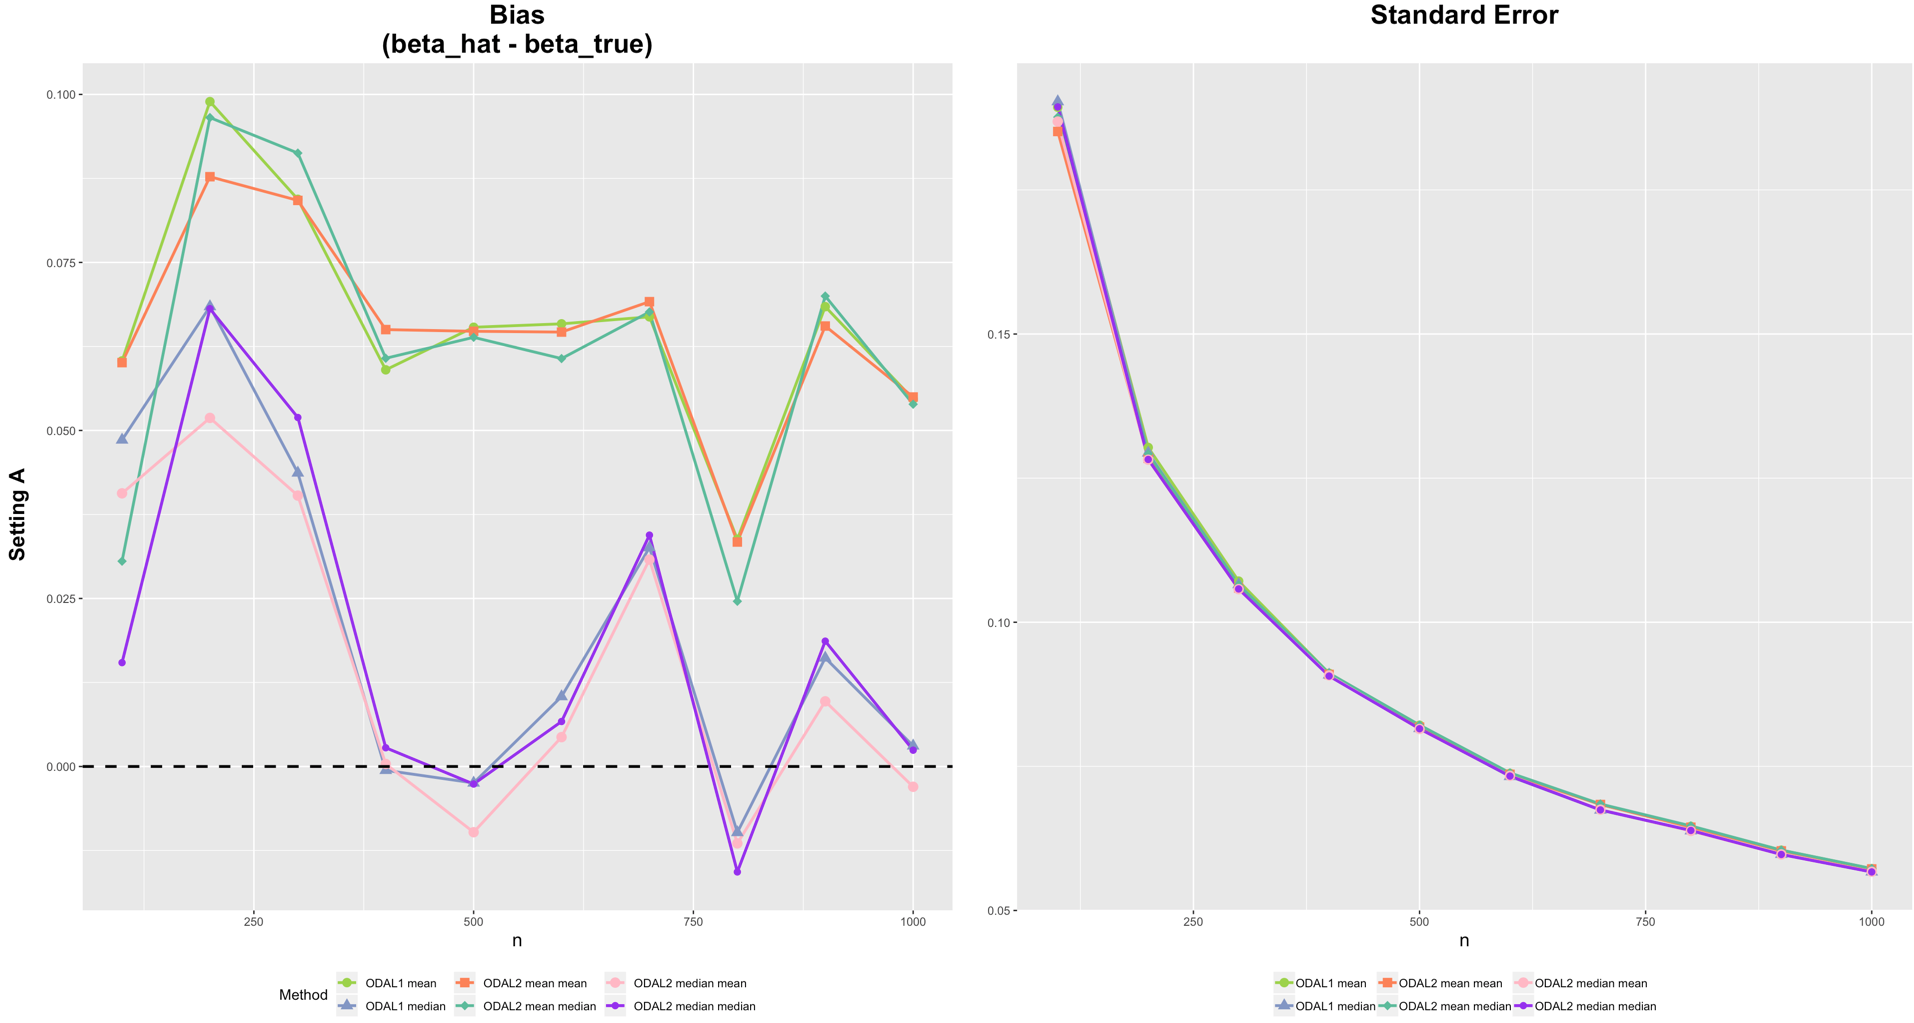 Bias
(beta_hat - beta_true)
Setting A
0.100
0.075
0.050
0.025
0.000
250 500 750 1000
n
Method
ODAL1 mean ODAL2 mean mean ODAL2 median mean
ODAL1 median ODAL2 mean median ODAL2 median median
Standard Error
0.15
0.10
0.05
250 500 750 1000
n
ODAL1 mean ODAL2 mean mean ODAL2 median mean
ODAL1 median ODAL2 mean median ODAL2 median median